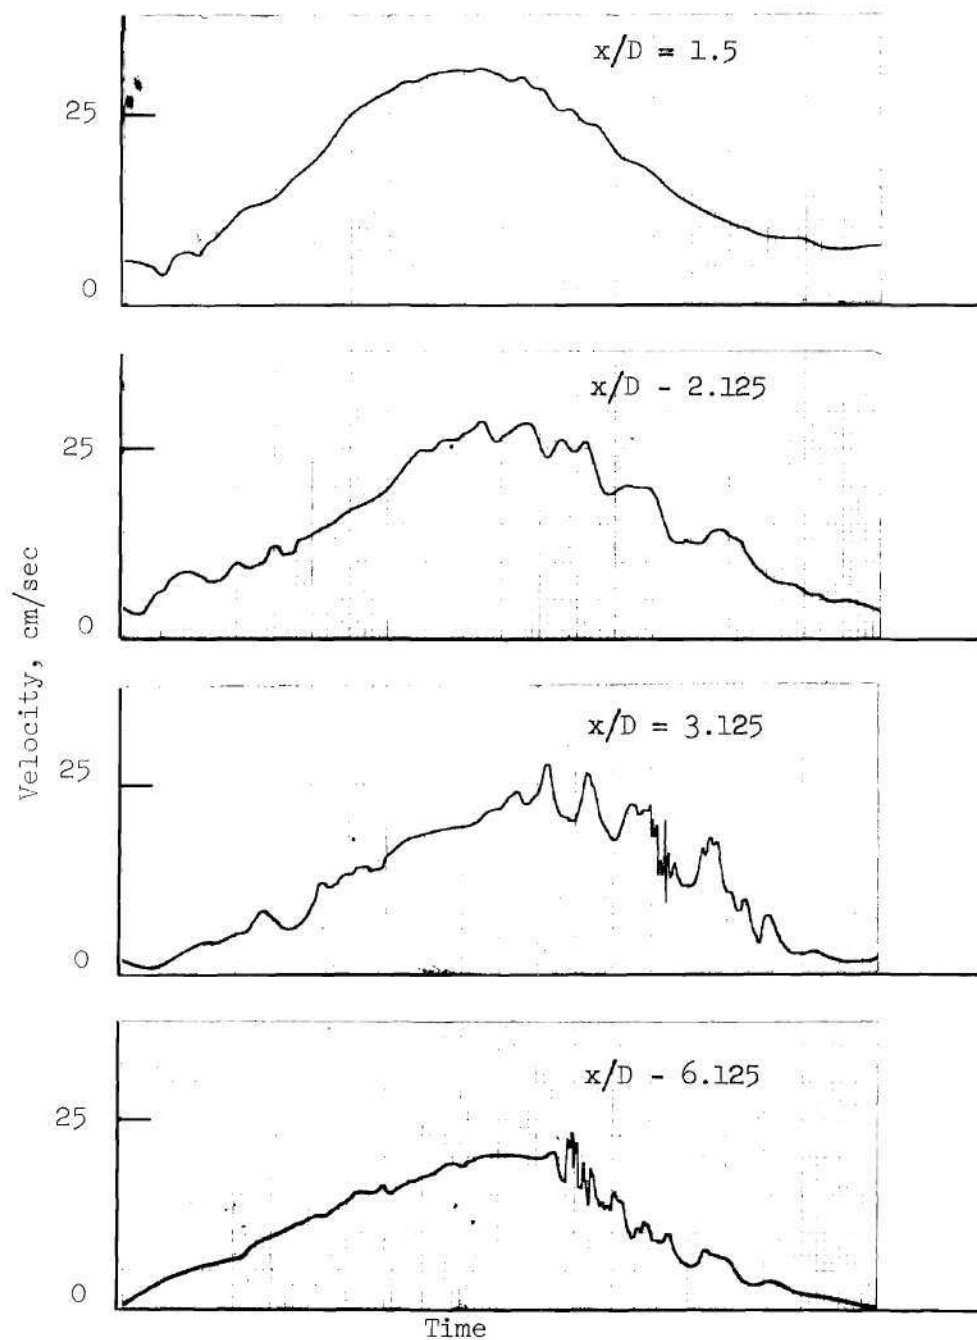 x/D = 1.5
25
0
x/D - 2.125
25
0
Velocity, cm/sec
x/D = 3.125
25
0
x/D - 6.125
25
0
Time